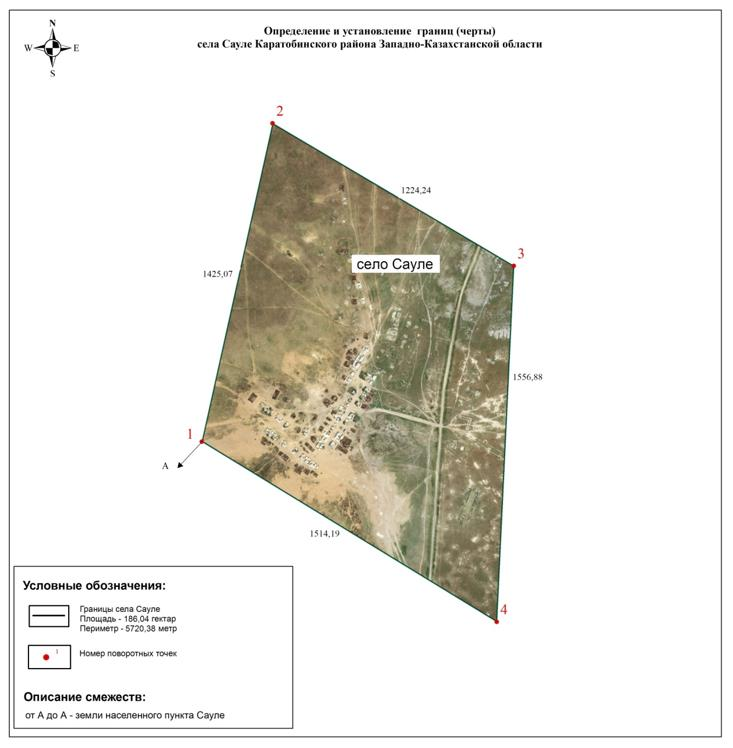 Определение и установление границ (черты)
села Сауле Каратобинского района Западно-Казахстанской области
N
W E
S
2
1224,24
3
село Сауле
1425,07
1556,88
1
А
1514,19
4
Условные обозначения:
Границы села Сауле
Площадь - 186,04 гектар
Периметр - 5720,38 метр
1
Номер поворотных точек
Описание смежеств:
от А до А - земли населенного пункта Сауле